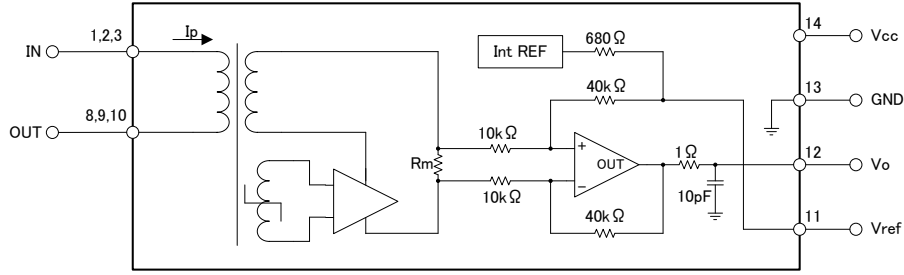 1,2,3
Ip
IN
8,9,10
OUT
Int REF
680Ω
14
Vcc
40kΩ
13
GND
10kΩ
+
OUT
−
1Ω
12
Vo
Rm
10kΩ
10pF
40kΩ
11
Vref